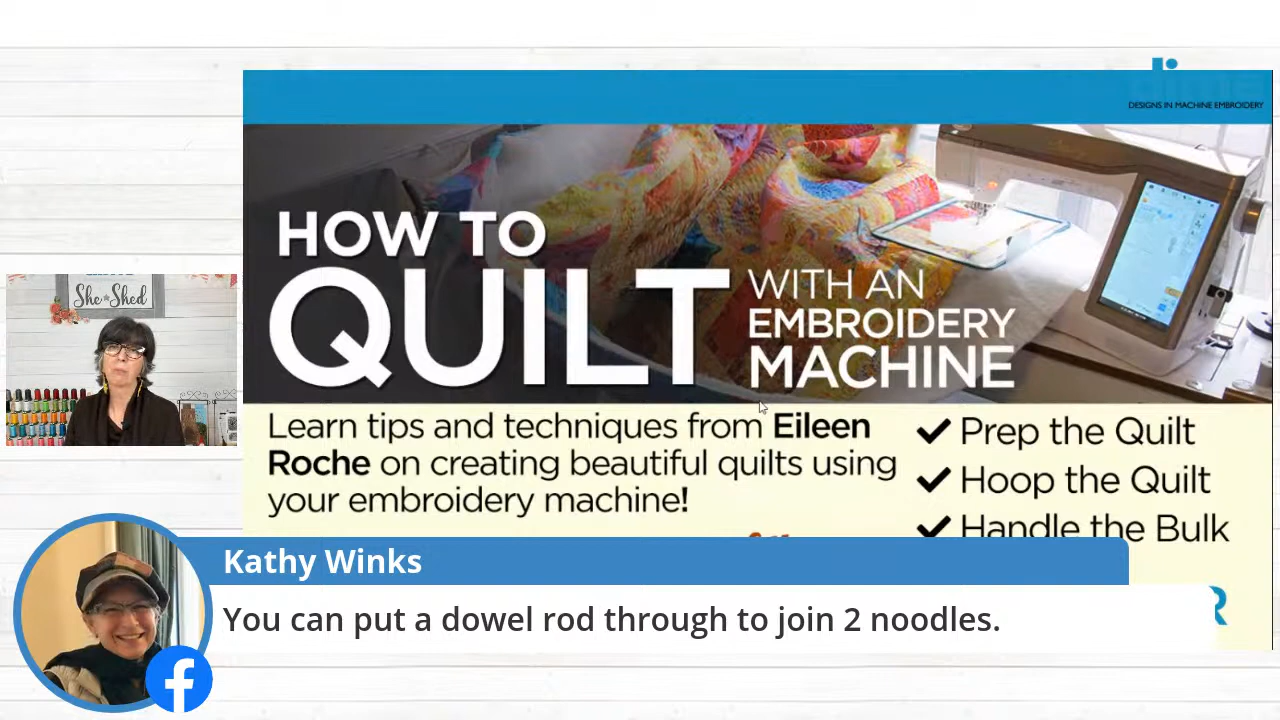 DESIGNS IN MACHINE EMBROIDERY
HOW TO
QUILT
WITH AN
EMBROIDERY
MACHINE
She Shed
Learn tips and techniques from Eileen
Roche on creating beautiful quilts using
your embroidery machine!
✓ Prep the Quilt
✓ Hoop the Quilt
✓ Handle the Bulk
Kathy Winks
You can put a dowel rod through to join 2 noodles.